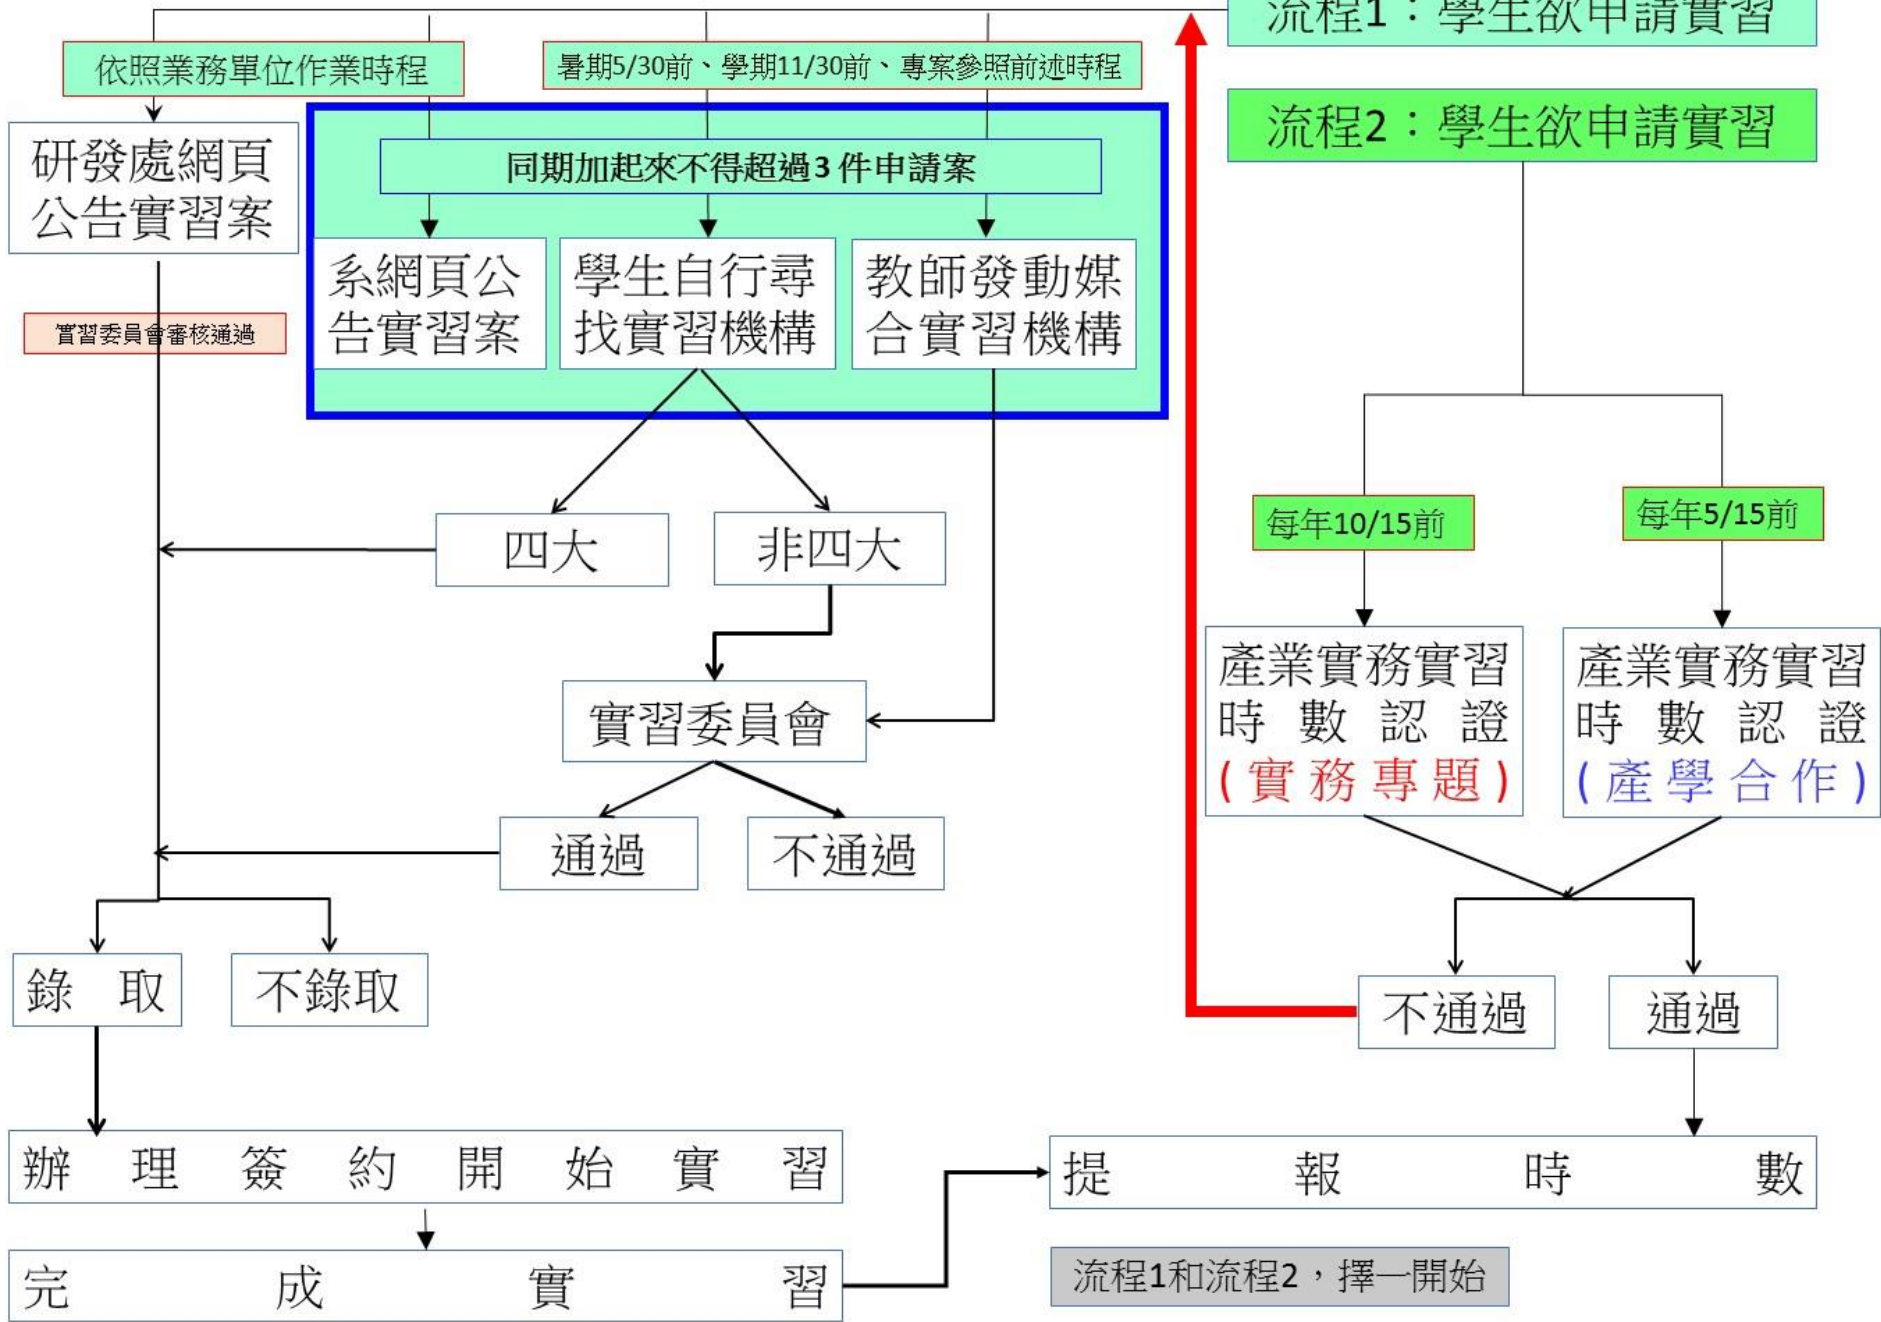 流程1：學生欲申請實習
依照業務單位作業時程
暑期5/30前、學期11/30前、專案參照前述時程
流程2：學生欲申請實習
研發處網頁
公告實習案
同期加起來不得超過3件申請案
系網頁公
告實習案
學生自行尋
找實習機構
教師發動媒
合實習機構
實習委員會審核通過
四大
非四大
每年10/15前
每年5/15前
產業實務實習
時數認證
(實務專題)
產業實務實習
時數認證
(產學合作)
實習委員會
通過
不通過
錄取
不錄取
不通過
通過
辦理簽約開始實習
提報時數
完成實習
流程1和流程2，擇一開始